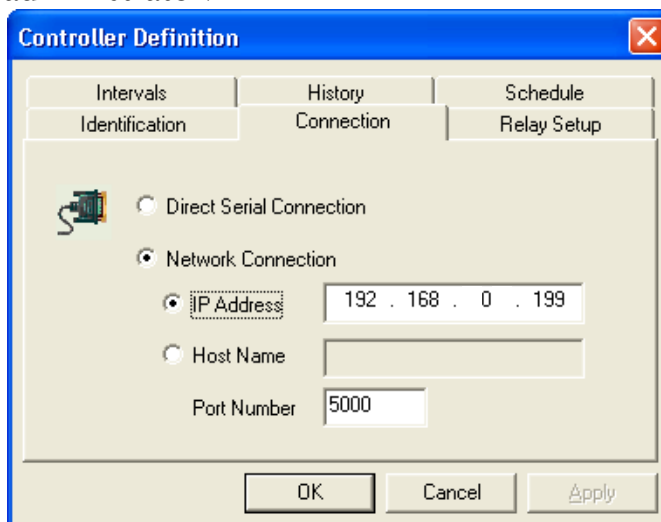 Controller Definition
Intervals History Schedule
Identification Connection Relay Setup
Direct Serial Connection
Network Connection
IP Address 192 . 168 . 0 . 199
Host Name
Port Number 5000
OK Cancel Apply